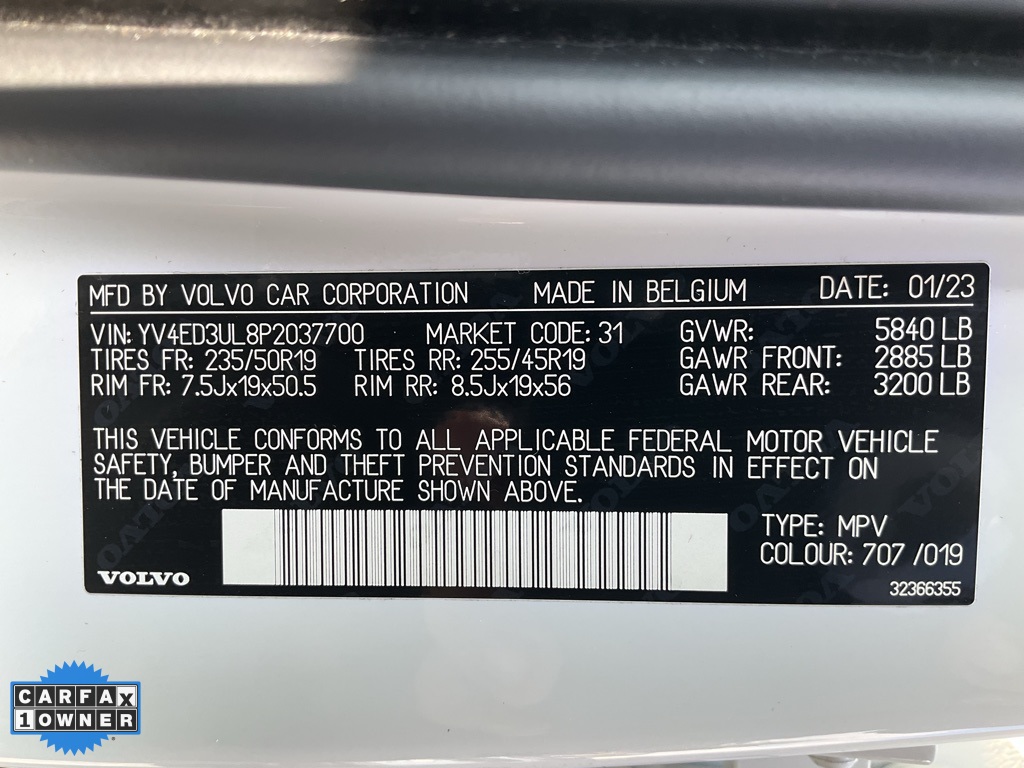 MFD BY VOLVO CAR CORPORATION MADE IN BELGIUM DATE: 01/23
VIN: YV4ED3UL8P2037700 MARKET CODE: 31 GVWR: 5840 LB
TIRES FR: 235/50R19 TIRES RR: 255/45R19 GAWR FRONT: 2885 LB
RIM FR: 7.5Jx19x50.5 RIM RR: 8.5Jx19x56 GAWR REAR: 3200 LB
THIS VEHICLE CONFORMS TO ALL APPLICABLE FEDERAL MOTOR VEHICLE
SAFETY, BUMPER AND THEFT PREVENTION STANDARDS IN EFFECT ON
THE DATE OF MANUFACTURE SHOWN ABOVE.
TYPE: MPV
COLOUR: 707 /019
VOLVO
32366355
CARFAX
1 OWNER